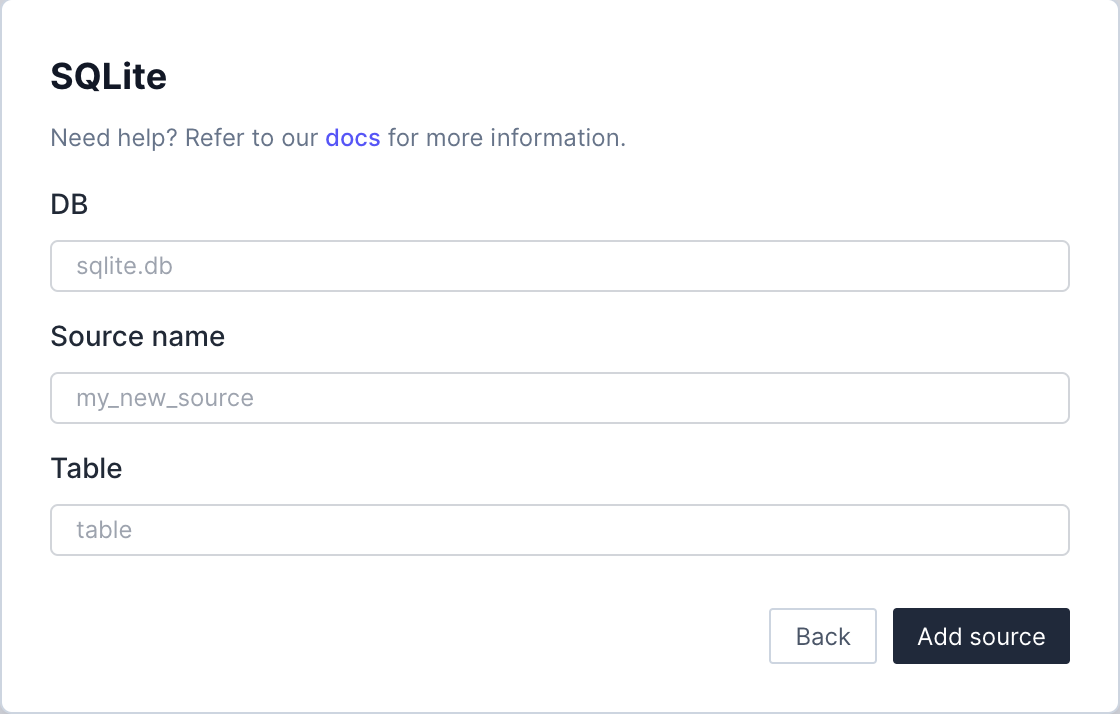 SQLite
Need help? Refer to our docs for more information.
DB
sqlite.db
Source name
my_new_source
Table
table
Back Add source